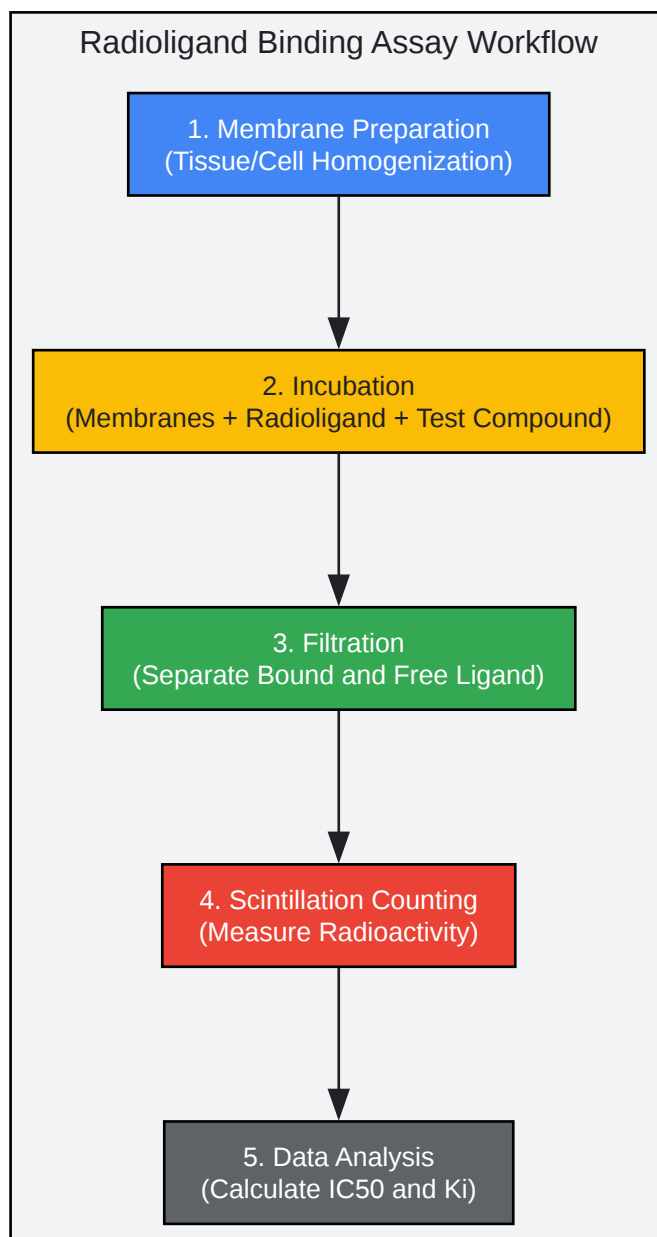 Radioligand Binding Assay Workflow
1. Membrane Preparation
(Tissue/Cell Homogenization)
2. Incubation
(Membranes + Radioligand + Test Compound)
3. Filtration
(Separate Bound and Free Ligand)
4. Scintillation Counting
(Measure Radioactivity)
5. Data Analysis
(Calculate IC50 and Ki)